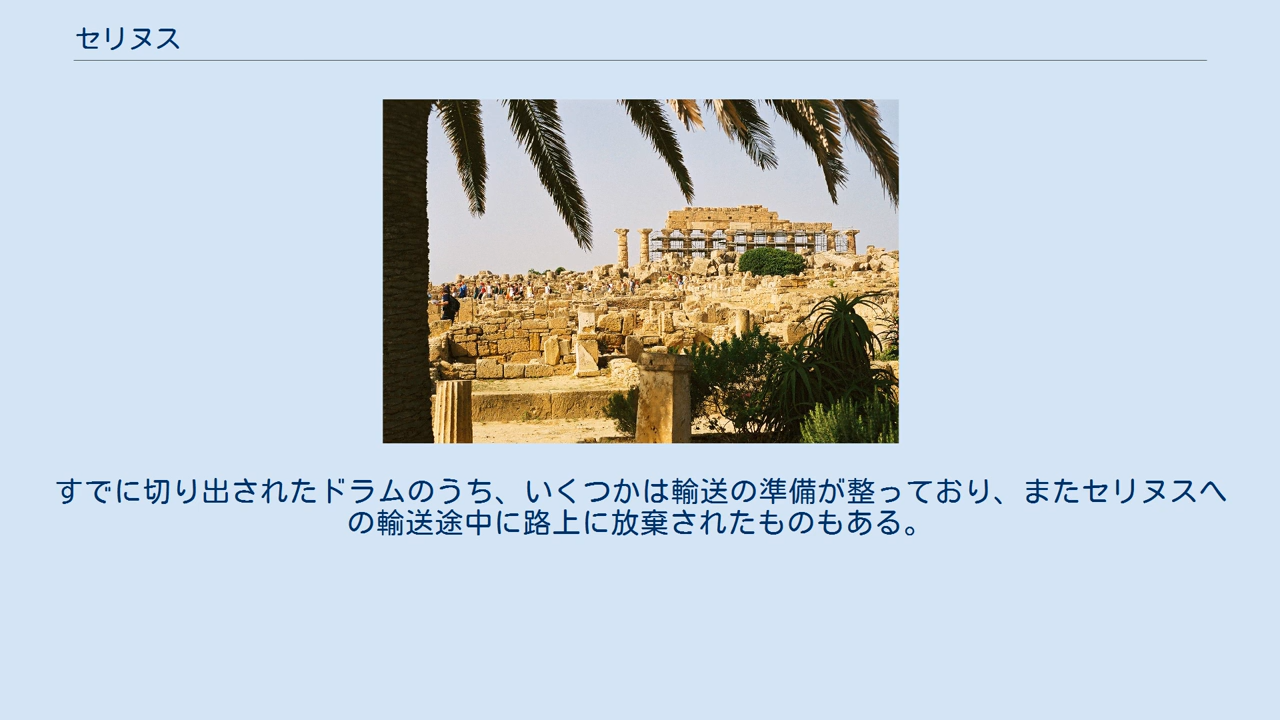 セリヌス
すでに切り出されたドラムのうち、いくつかは輸送の準備が整っており、またセリヌスへ
の輸送途中に路上に放棄されたものもある。